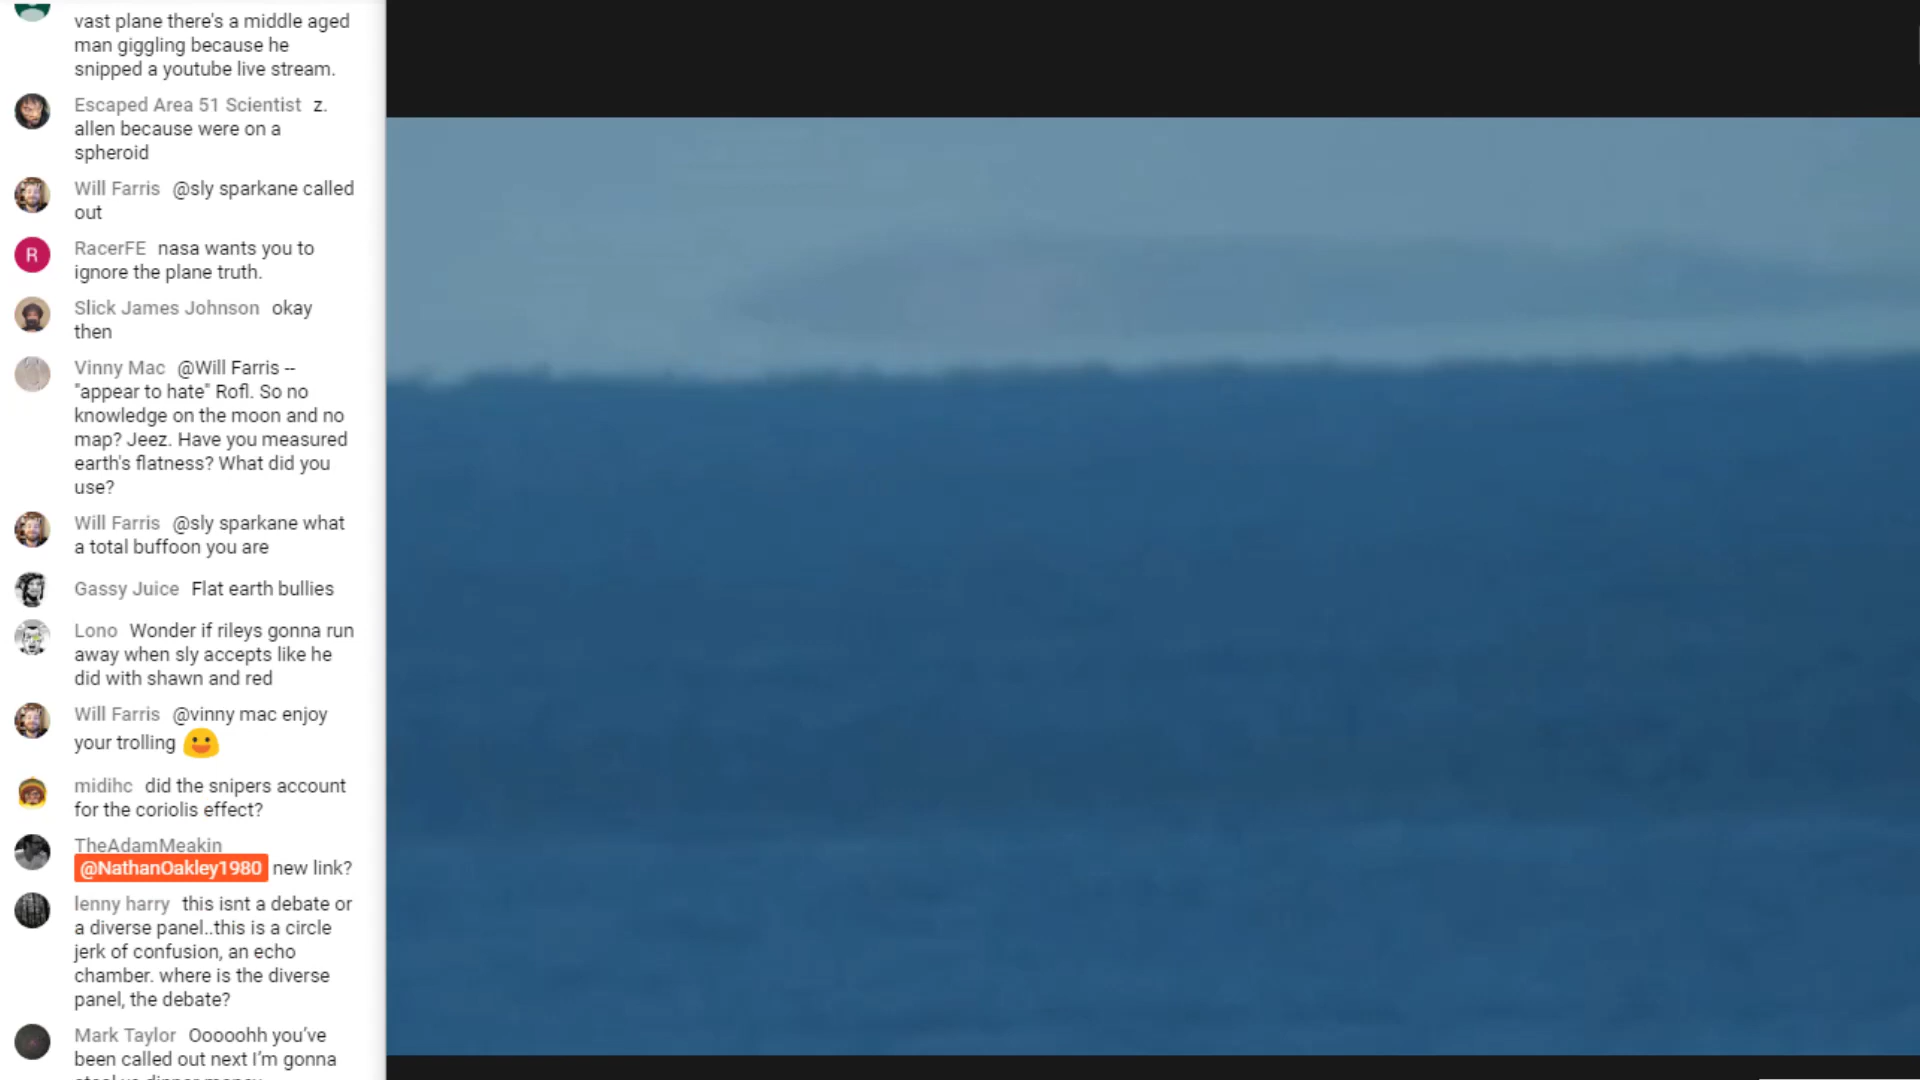 vast plane there's a middle aged
man giggling because he
snipped a youtube live stream.
Escaped Area 51 Scientist z.
allen because were on a
spheroid
Will Farris @sly sparkane called
out
R
RacerFE nasa wants you to
ignore the plane truth.
Slick James Johnson okay
then
Vinny Mac @Will Farris --
"appear to hate" Rofl. So no
knowledge on the moon and no
map? Jeez. Have you measured
earth's flatness? What did you
use?
Will Farris @sly sparkane what
a total buffoon you are
Gassy Juice Flat earth bullies
Lono Wonder if rileys gonna run
away when sly accepts like he
did with shawn and red
Will Farris @vinny mac enjoy
your trolling
midihc did the snipers account
for the coriolis effect?
TheAdamMeakin
@NathanOakley1980 new link?
lenny harry this isnt a debate or
a diverse panel..this is a circle
jerk of confusion, an echo
chamber. where is the diverse
panel, the debate?
Mark Taylor Ooooohh you've
been called out next I'm gonna